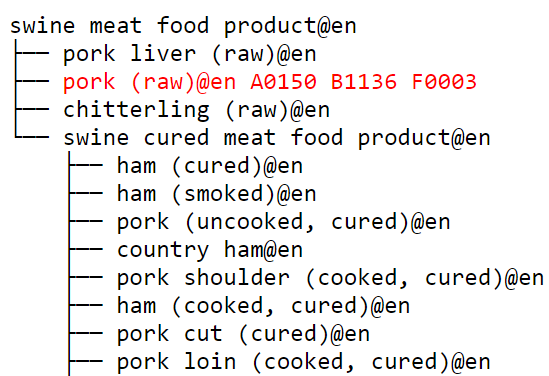 swine meat food product@en
├── pork liver (raw)@en
├── pork (raw)@en A0150 B1136 F0003
├── chitterling (raw)@en
└── swine cured meat food product@en
    ├── ham (cured)@en
    ├── ham (smoked)@en
    ├── pork (uncooked, cured)@en
    ├── country ham@en
    ├── pork shoulder (cooked, cured)@en
    ├── ham (cooked, cured)@en
    ├── pork cut (cured)@en
    ├── pork loin (cooked, cured)@en